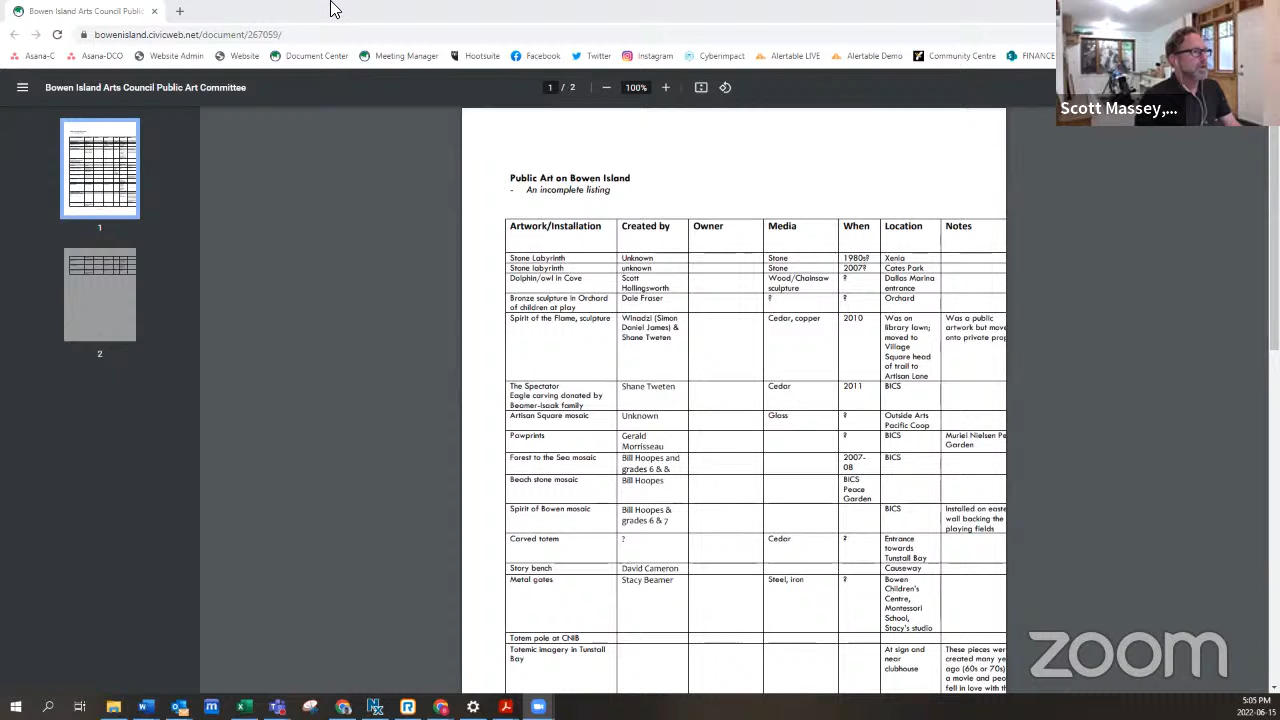 Bowen Island Arts Council Public
bowenisland.civicweb.net/document/267059/
Asana-C Asana-DCO Website Admin Website Document Center Meeting Manager Hootsuite Facebook Civicweb Twitter Instagram Cyberimpact Alertable LIVE Alertable Demo Community Centre FINANCE
Bowen Island Arts Council Public Art Committee
1 / 2
100%
Scott Massey,...
1
2
Public Art on Bowen Island
- An incomplete listing
Artwork/Installation Created by Owner Media When Location Notes
Stone Labyrinth Unknown Stone 1980s? Xenia
Stone labyrinth unknown Stone 2007? Cates Park
Dolphin/owl in Cove Scott Wood/Chainsaw ? Dallas Marina
Hollingsworth sculpture entrance
Bronze sculpture in Orchard Dale Fraser ? ? Orchard
of children at play
Spirit of the Flame, sculpture Winadzi (Simon Cedar, copper 2010 Was on Was a public
Daniel James) & library lawn; artwork but move
Shane Tweten moved to onto private prop
Village
Square head
of trail to
Artisan Lane
The Spectator Shane Tweten Cedar 2011 BICS
Eagle carving donated by
Beamer-Isaak family
Artisan Square mosaic Unknown Glass ? Outside Arts
Pacific Coop
Pawprints Gerald ? BICS Muriel Nielsen Pe
Morrisseau Garden
Forest to the Sea mosaic Bill Hoopes and 2007- BICS
grades 6 & & 08
Beach stone mosaic Bill Hoopes BICS
Peace
Garden
Spirit of Bowen mosaic Bill Hoopes & BICS Installed on easte
grades 6 & 7 wall backing the
playing fields
Carved totem ? Cedar ? Entrance
towards
Tunstall Bay
Story bench David Cameron Causeway
Metal gates Stacy Beamer Steel, iron ? Bowen
Children's
Centre,
Montessori
School,
Stacy's studio
Totem pole at CNIB
Totemic imagery in Tunstall At sign and These pieces wer
Bay near created many ye
clubhouse ago (60s or 70s)
a movie and peo
fell in love with th
zoom
5:05 PM
2022-06-15